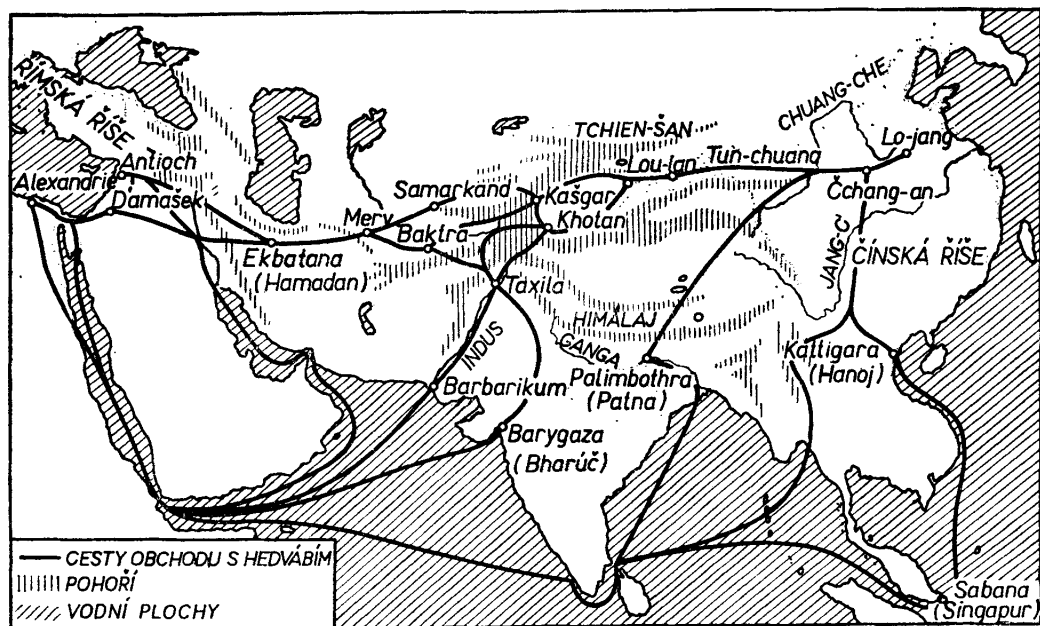 ŘÍMSKÁ ŘÍŠE
Antioch
Alexandrie
Damašek
Ekbatana
(Hamadan)
Merv
Samarkand
Baktra
Kašgar
Khotan
Taxila
TCHIEN-ŠAN
Lou-lan
Tun-chuang
CHUANG-CHE
Lo-jang
Čchang-an
JANG-C'
ČÍNSKÁ ŘÍŠE
HIMÁLAJ
GANGA
INDUS
Palimbothra
(Patna)
Kattigara
(Hanoj)
Barbarikum
Barygaza
(Bharúč)
Sabana
(Singapur)
CESTY OBCHODU S HEDVÁBÍM
POHOŘÍ
VODNÍ PLOCHY